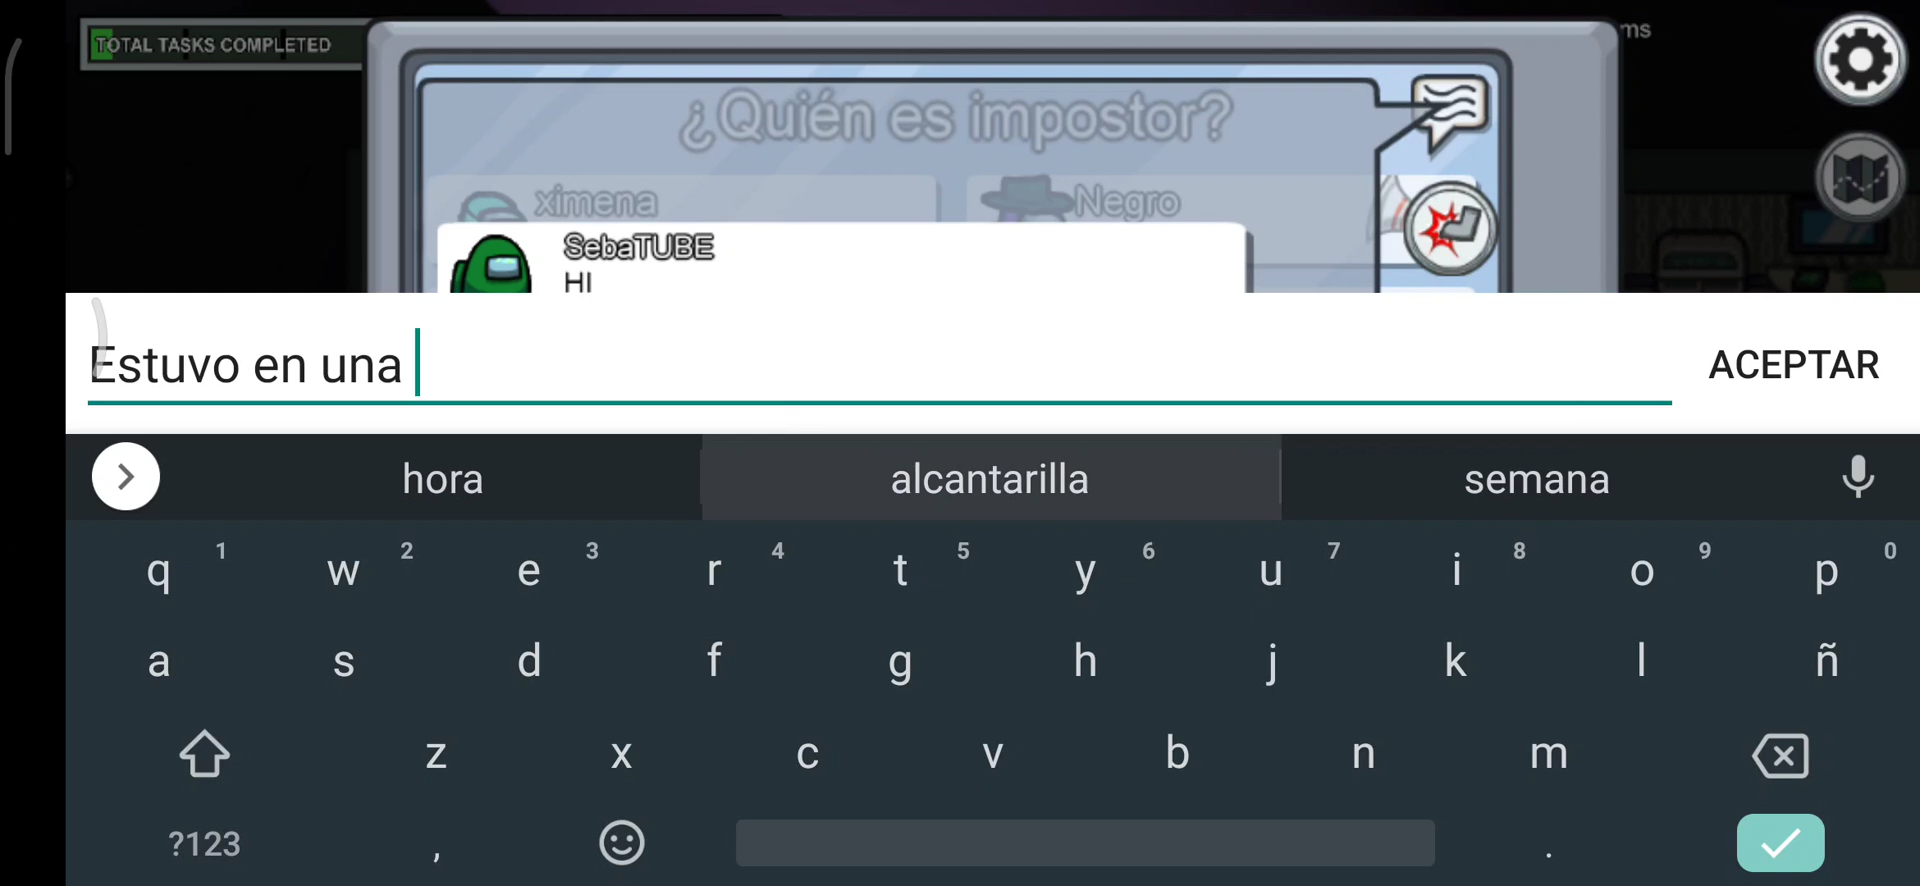 TOTAL TASKS COMPLETED
ms
¿Quién es impostor?
ximena
Negro
SebaTUBE
HI
Estuvo en una
ACEPTAR
hora alcantarilla semana
q 1 w 2 e 3 r 4 t 5 y 6 u 7 i 8 o 9 p 0
a s d f g h j k l ñ
z x c v b n m
?123 , .